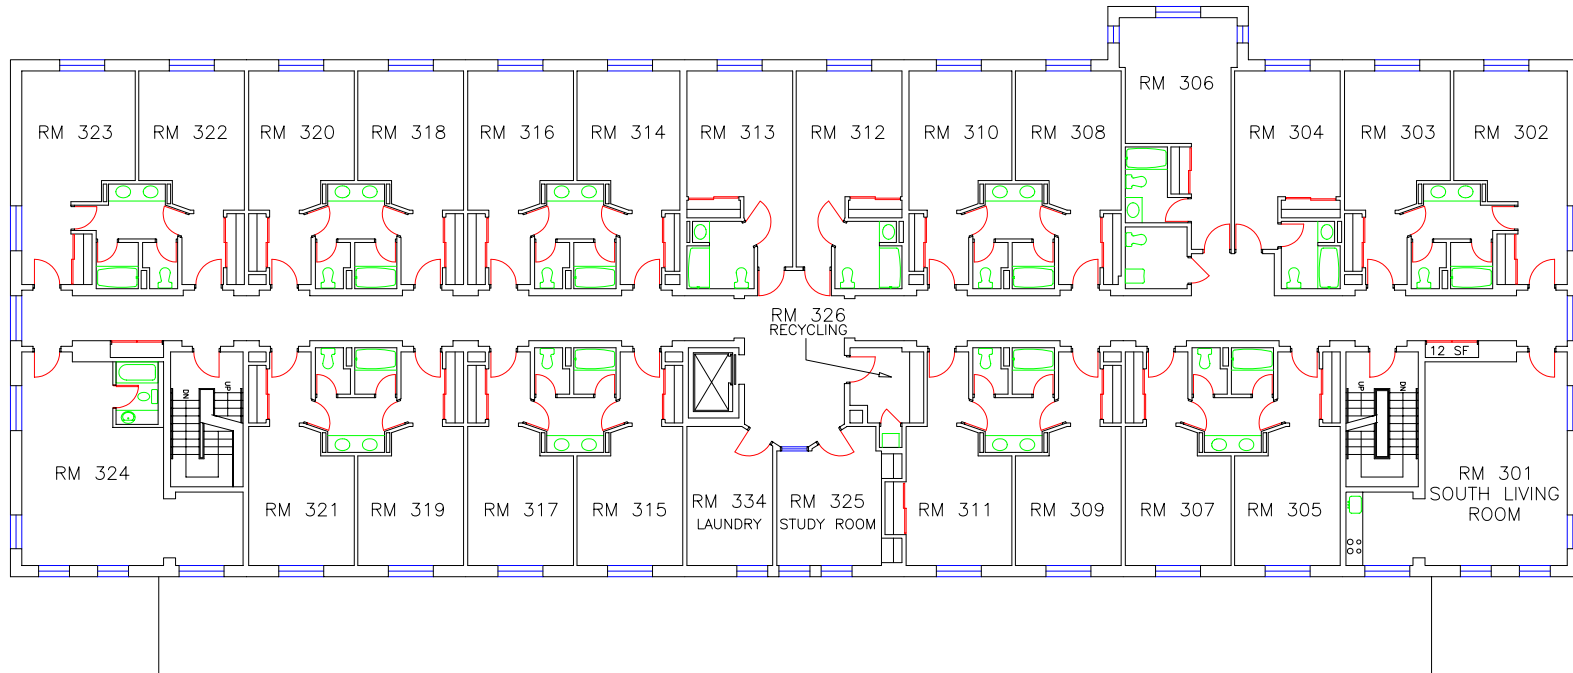 RM 306
RM 323
RM 322
RM 320
RM 318
RM 316
RM 314
RM 313
RM 312
RM 310
RM 308
RM 304
RM 303
RM 302
RM 326
RECYCLING
12 SF
DN
UP
UP
DN
RM 324
RM 321
RM 319
RM 317
RM 315
RM 334
LAUNDRY
RM 325
STUDY ROOM
RM 311
RM 309
RM 307
RM 305
RM 301
SOUTH LIVING
ROOM